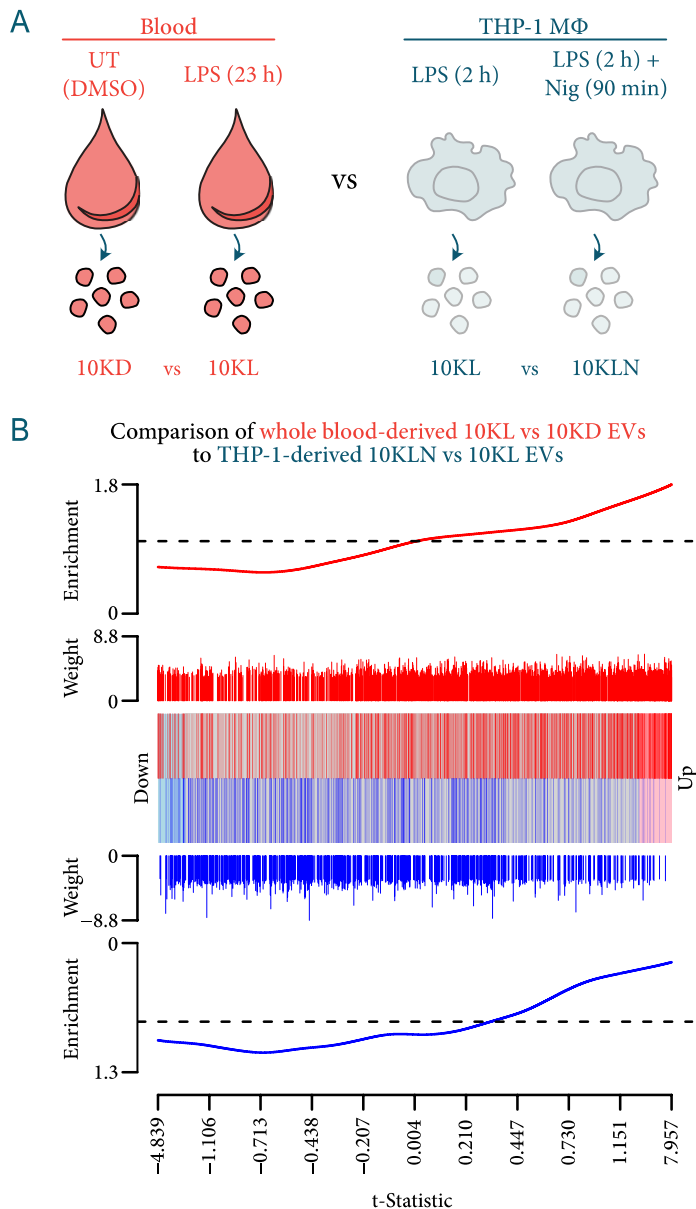 A
Blood
THP-1 MΦ
UT
(DMSO)
LPS (23 h)
LPS (2 h)
LPS (2 h) +
Nig (90 min)
vs
10KD vs 10KL
10KL vs 10KLN
B
Comparison of whole blood-derived 10KL vs 10KD EVs
to THP-1-derived 10KLN vs 10KL EVs
1.8
Enrichment
0
8.8
Weight
0
Down
Up
0
Weight
−8.8
0
Enrichment
1.3
−4.839
−1.106
−0.713
−0.438
−0.207
0.004
0.210
0.447
0.730
1.151
7.957
t-Statistic